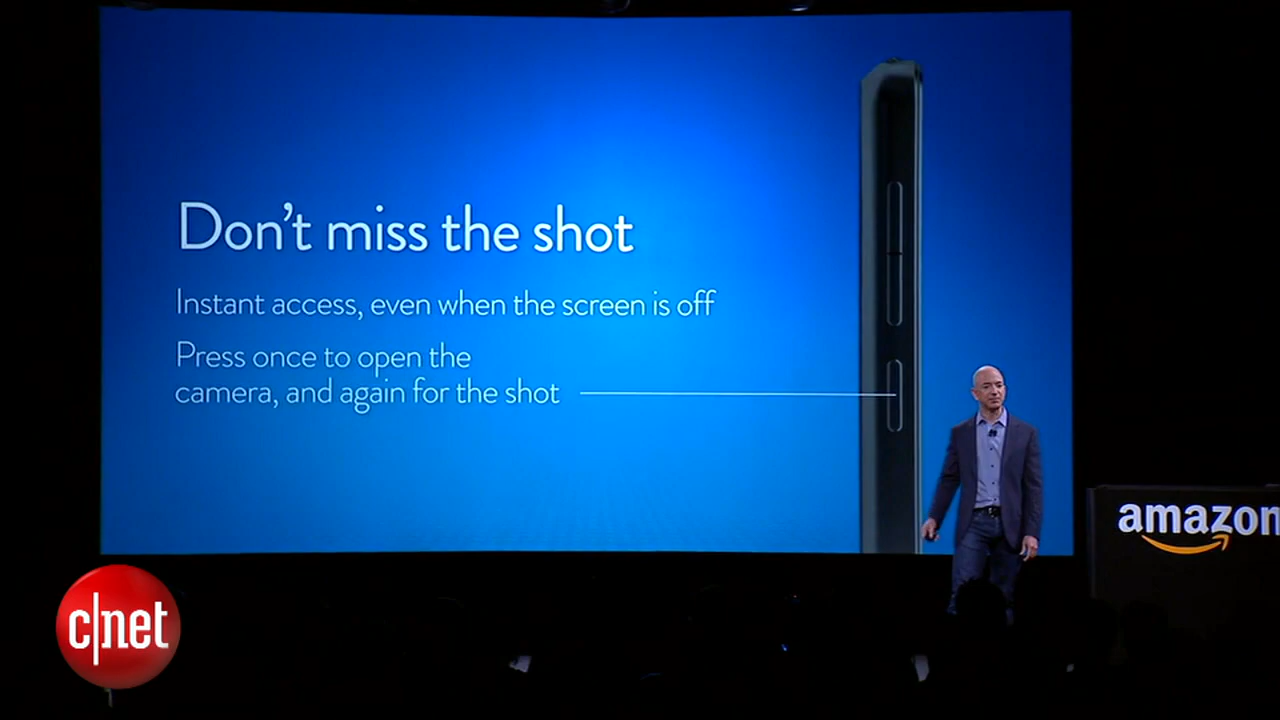 Don't miss the shot
Instant access, even when the screen is off
Press once to open the
camera, and again for the shot
amazon
c|net